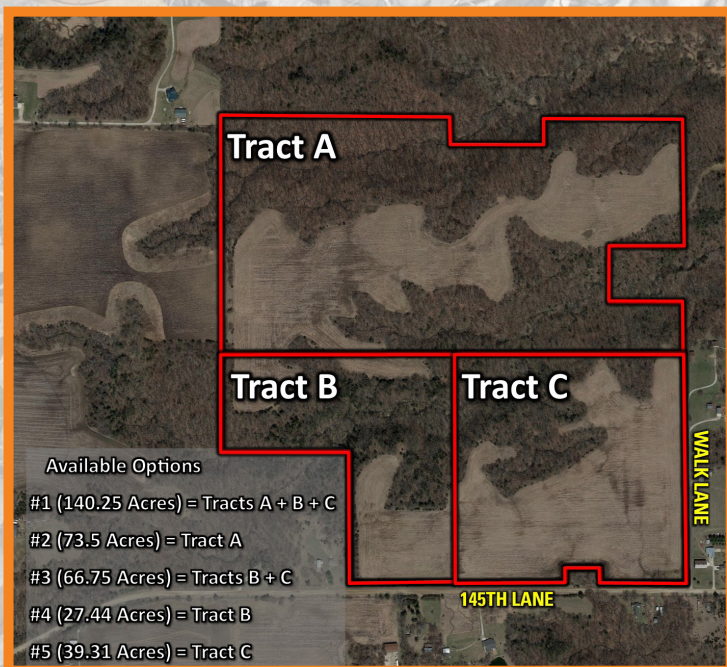 Tract A
Tract B
Tract C
WALK LANE
Available Options
#1 (140.25 Acres) = Tracts A + B + C
#2 (73.5 Acres) = Tract A
#3 (66.75 Acres) = Tracts B + C
#4 (27.44 Acres) = Tract B
#5 (39.31 Acres) = Tract C
145TH LANE